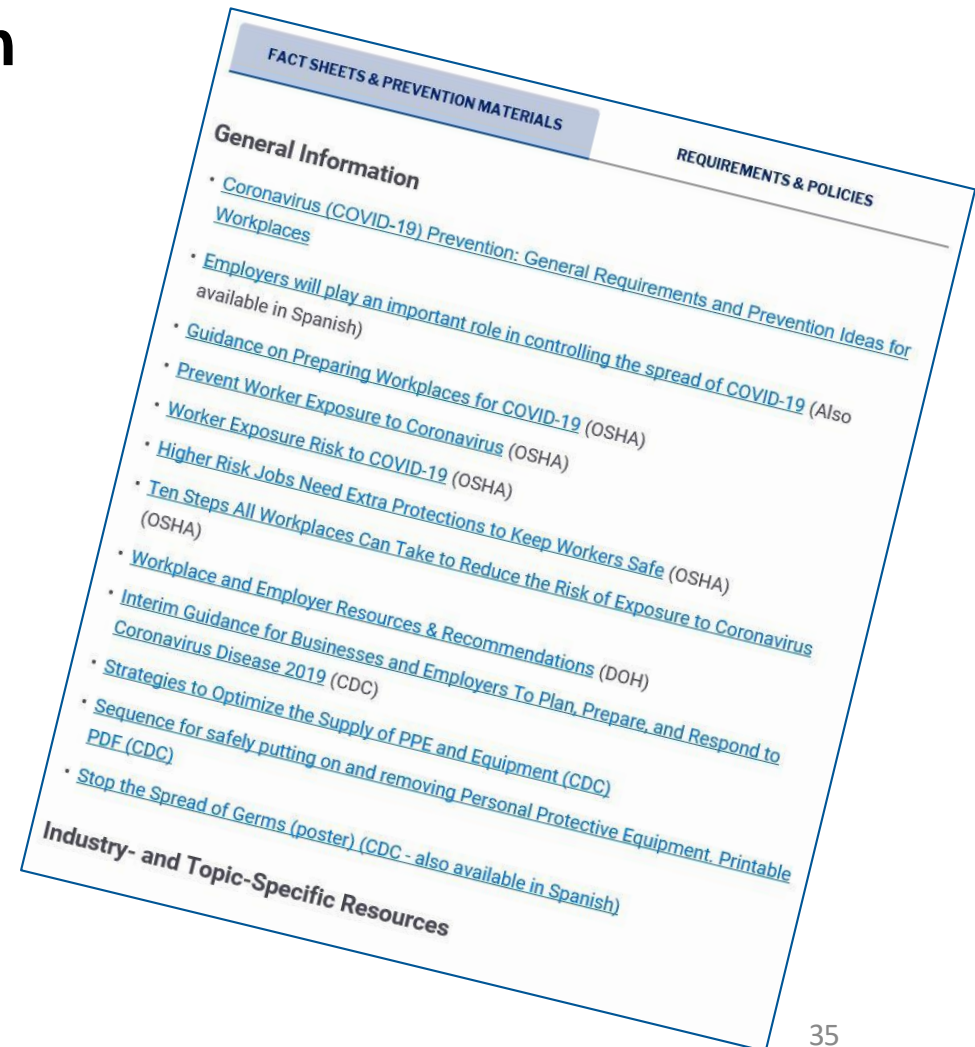 n
FACT SHEETS & PREVENTION MATERIALS
REQUIREMENTS & POLICIES
General Information
• Coronavirus (COVID-19) Prevention: General Requirements and Prevention Ideas for
Workplaces
• Employers will play an important role in controlling the spread of COVID-19 (Also
available in Spanish)
• Guidance on Preparing Workplaces for COVID-19 (OSHA)
• Prevent Worker Exposure to Coronavirus (OSHA)
• Worker Exposure Risk to COVID-19 (OSHA)
• Higher Risk Jobs Need Extra Protections to Keep Workers Safe (OSHA)
• Ten Steps All Workplaces Can Take to Reduce the Risk of Exposure to Coronavirus
(OSHA)
• Workplace and Employer Resources & Recommendations (DOH)
• Interim Guidance for Businesses and Employers To Plan, Prepare, and Respond to
Coronavirus Disease 2019 (CDC)
• Strategies to Optimize the Supply of PPE and Equipment (CDC)
• Sequence for safely putting on and removing Personal Protective Equipment. Printable
PDF (CDC)
• Stop the Spread of Germs (poster) (CDC - also available in Spanish)
Industry- and Topic-Specific Resources
35